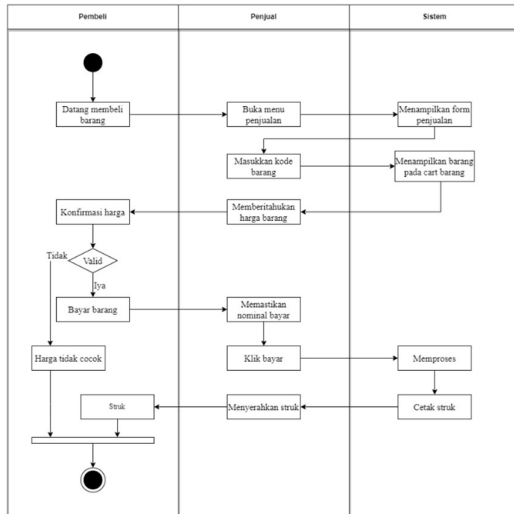 Pembeli
Penjual
Sistem
Datang membeli
barang
Buka menu
penjualan
Menampilkan form
penjualan
Masukkan kode
barang
Menampilkan barang
pada cart barang
Konfirmasi harga
Memberitahukan
harga barang
Tidak
Valid
Iya
Bayar barang
Memastikan
nominal bayar
Harga tidak cocok
Klik bayar
Memproses
Struk
Menyerahkan struk
Cetak struk